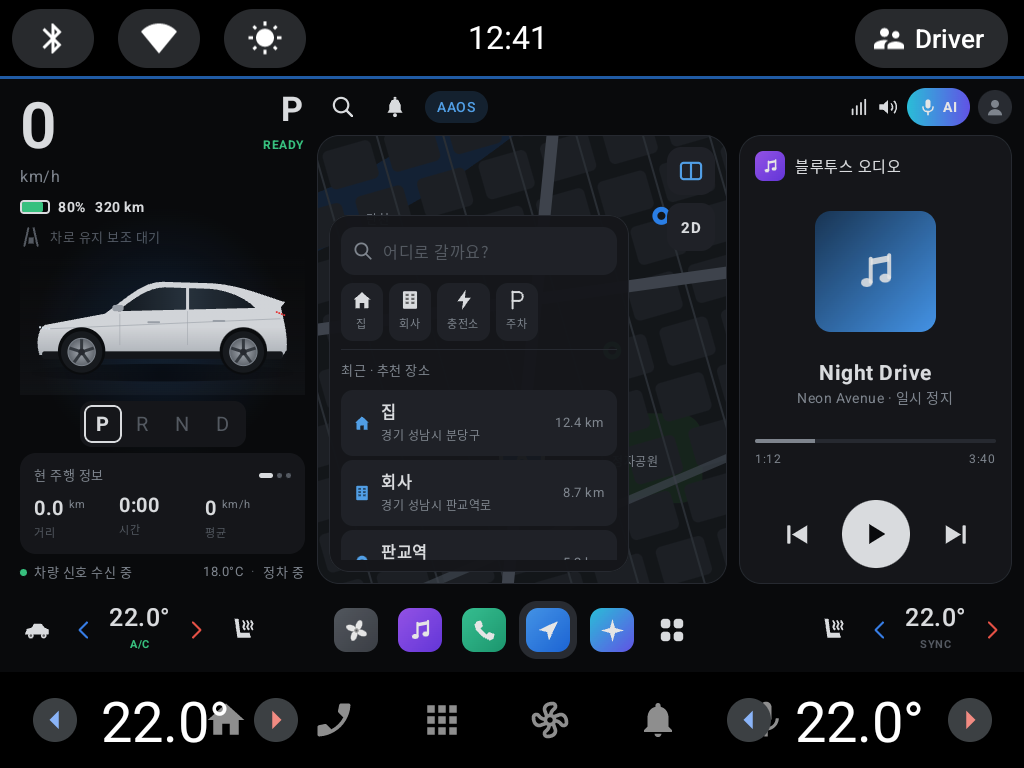 12:41
Driver
0
P
READY
km/h
80% 320 km
차로 유지 보조 대기
P R N D
현 주행 정보
0.0 km
거리
0:00
시간
0 km/h
평균
차량 신호 수신 중
18.0°C · 정차 중
AAOS
AI
2D
어디로 갈까요?
집
회사
충전소
주차
최근 · 추천 장소
집
경기 성남시 분당구
12.4 km
회사
경기 성남시 판교역로
8.7 km
판교역
블루투스 오디오
Night Drive
Neon Avenue · 일시 정지
1:12
3:40
22.0°
A/C
22.0°
SYNC
22.0°
22.0°